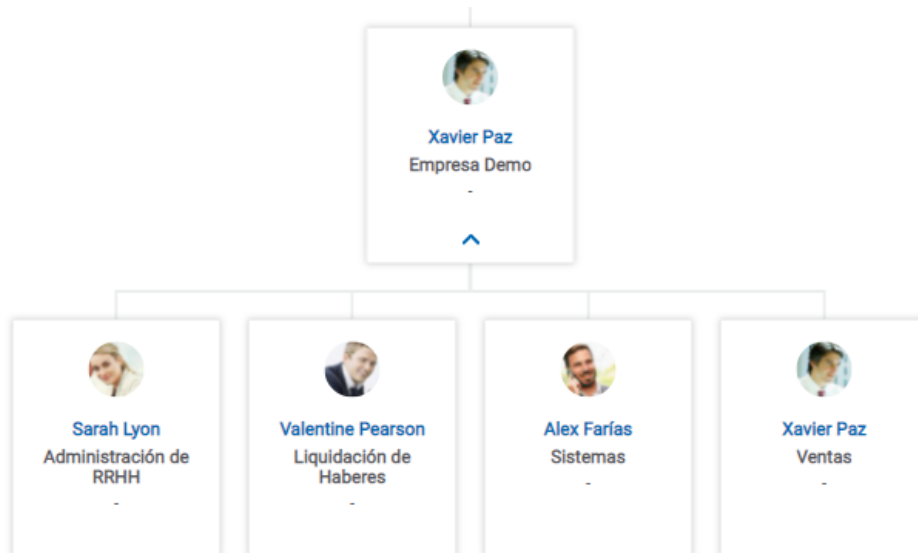 Xavier Paz
Empresa Demo
-
Sarah Lyon
Administración de
RRHH
-
Valentine Pearson
Liquidación de
Haberes
-
Alex Farías
Sistemas
-
Xavier Paz
Ventas
-